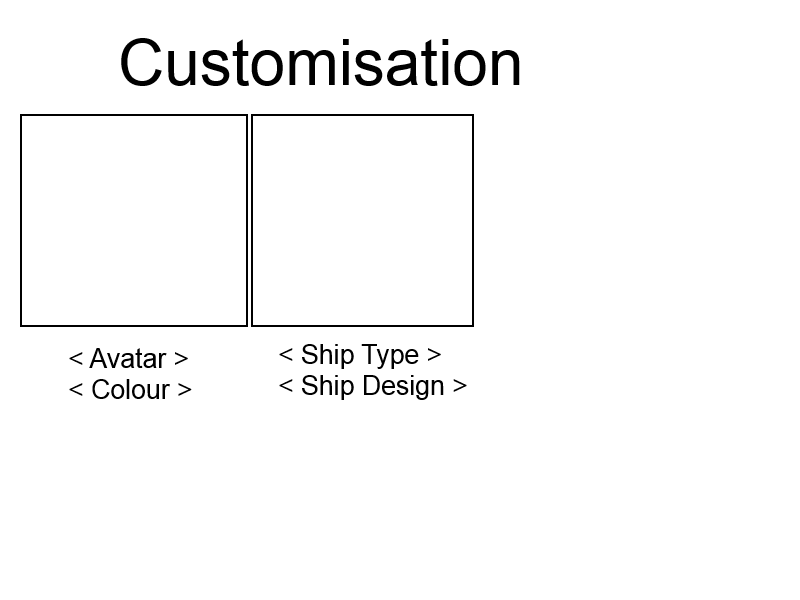 Customisation
< Avatar >
< Colour >
< Ship Type >
< Ship Design >